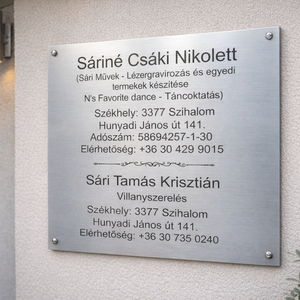 Sáriné Csáki Nikolett
(Sári Művek - Lézergravirozás és egyedi
termekek készítése
N's Favorite dance - Táncoktatás)
Székhely: 3377 Szihalom
Hunyadi János út 141.
Adószám: 58694257-1-30
Elérhetőség: +36 30 429 9015
Sári Tamás Krisztián
Villanyszerelés
Székhely: 3377 Szihalom
Hunyadi János út 141.
Elérhetőség: +36 30 735 0240